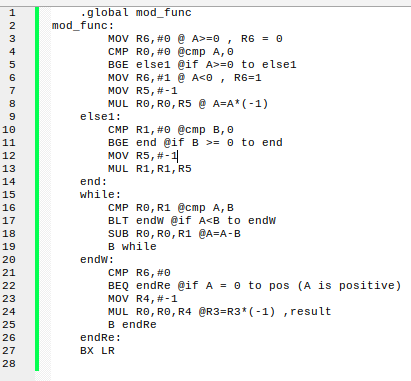 1 .global mod_func
2 mod_func:
3 MOV R6,#0 @ A>=0 , R6 = 0
4 CMP R0,#0 @cmp A,0
5 BGE else1 @if A>=0 to else1
6 MOV R6,#1 @ A<0 , R6=1
7 MOV R5,#-1
8 MUL R0,R0,R5 @ A=A*(-1)
9 else1:
10 CMP R1,#0 @cmp B,0
11 BGE end @if B >= 0 to end
12 MOV R5,#-1
13 MUL R1,R1,R5
14 end:
15 while:
16 CMP R0,R1 @cmp A,B
17 BLT endW @if A<B to endW
18 SUB R0,R0,R1 @A=A-B
19 B while
20 endW:
21 CMP R6,#0
22 BEQ endRe @if A = 0 to pos (A is positive)
23 MOV R4,#-1
24 MUL R0,R0,R4 @R3=R3*(-1) ,result
25 B endRe
26 endRe:
27 BX LR
28